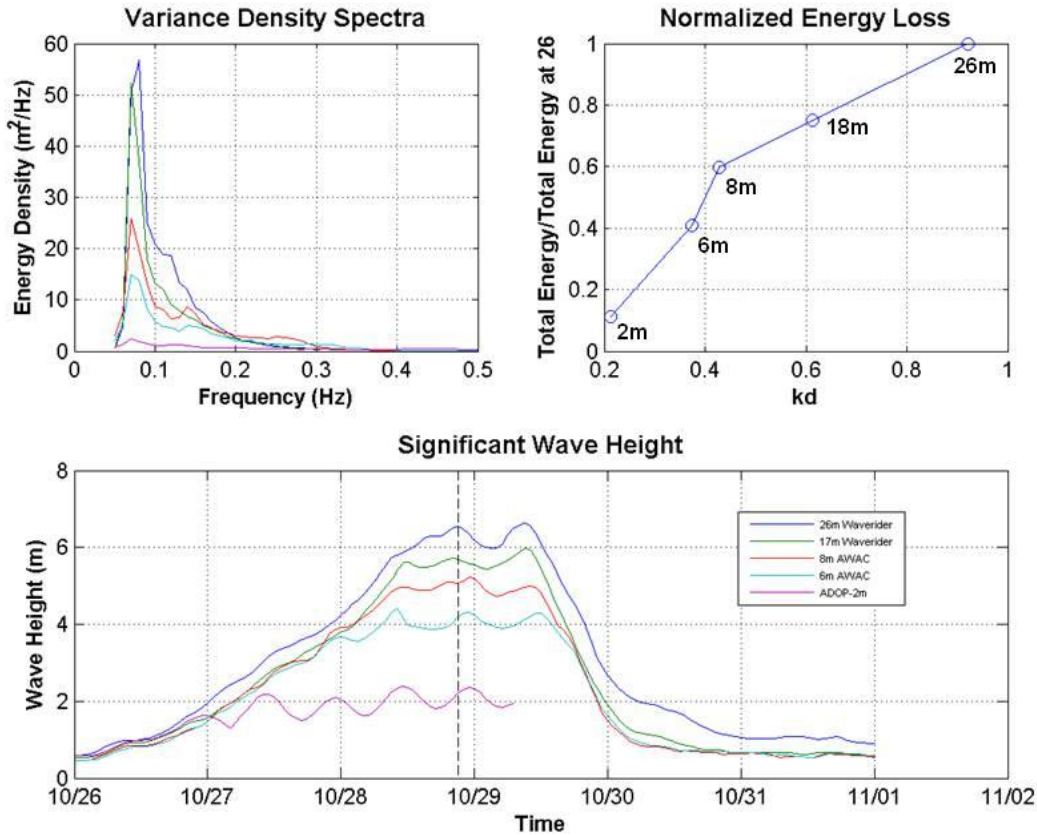 Variance Density Spectra
Energy Density (m²/Hz)
60
50
40
30
20
10
0
0 0.1 0.2 0.3 0.4 0.5
Frequency (Hz)
Normalized Energy Loss
Total Energy/Total Energy at 26
1
0.8
0.6
0.4
0.2
0
26m
18m
8m
6m
2m
0.2 0.4 0.6 0.8 1
kd
Significant Wave Height
Wave Height (m)
8
6
4
2
0
26m Waverider
17m Waverider
8m AWAC
6m AWAC
ADOP-2m
10/26 10/27 10/28 10/29 10/30 10/31 11/01 11/02
Time